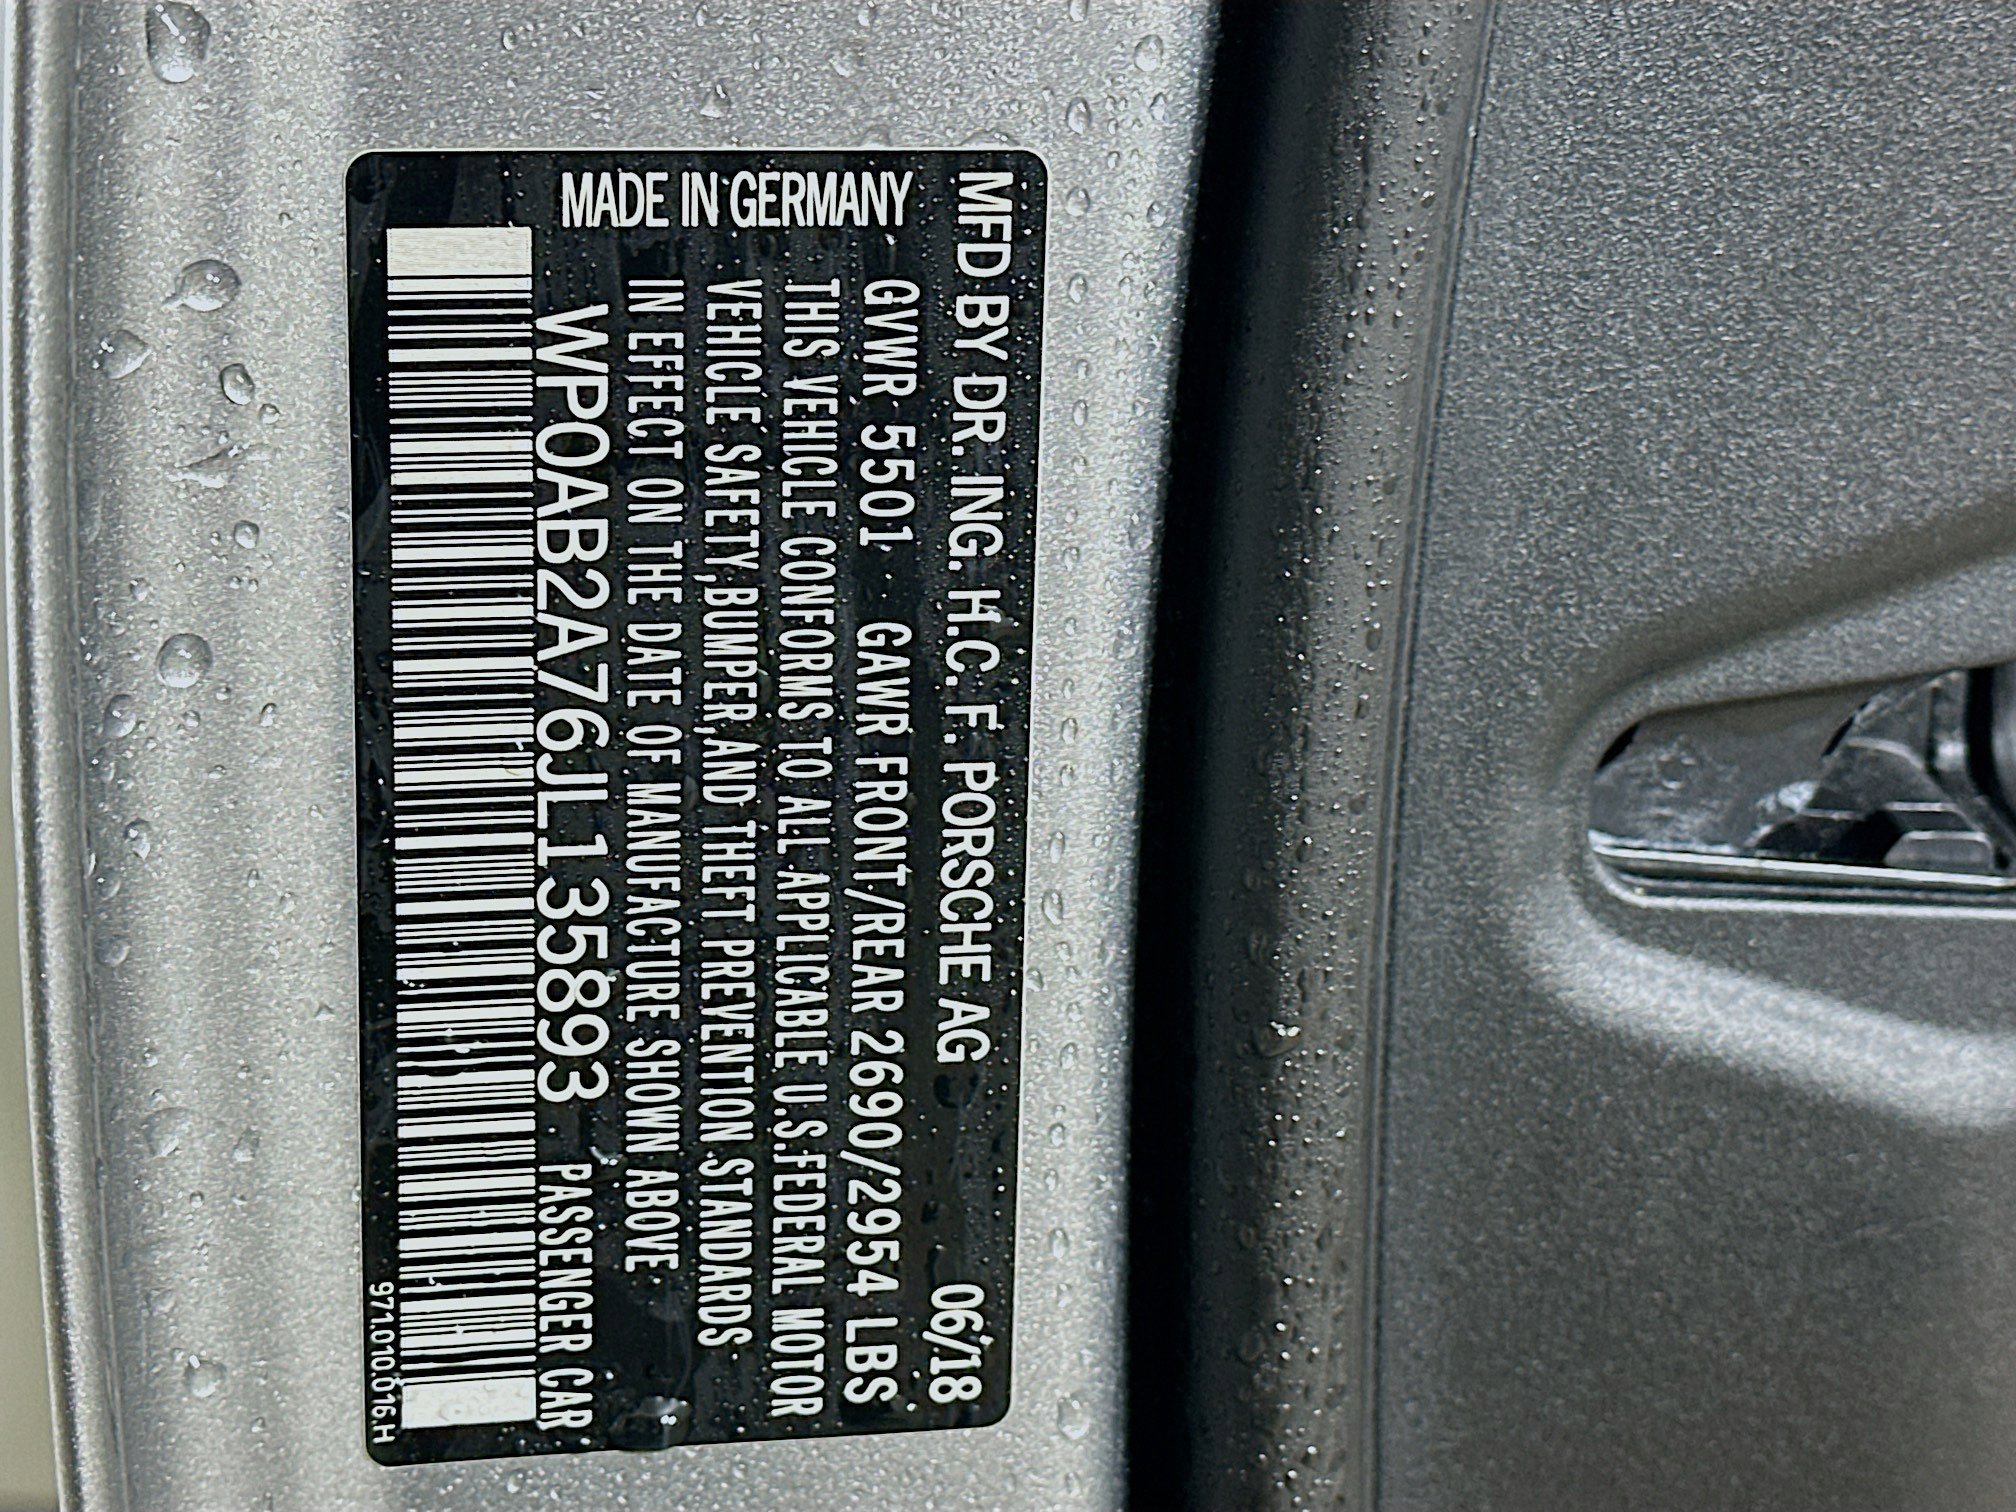 MFD BY DR. ING. H.C. F. PORSCHE AG 06/18
GVWR 5501 GAWR FRONT/REAR 2690/2954 LBS
THIS VEHICLE CONFORMS TO ALL APPLICABLE U.S.FEDERAL MOTOR
VEHICLE SAFETY,BUMPER,AND THEFT PREVENTION STANDARDS
IN EFFECT ON THE DATE OF MANUFACTURE SHOWN ABOVE.
WP0AB2A76JL135893 PASSENGER CAR
971.010.016.H
MADE IN GERMANY